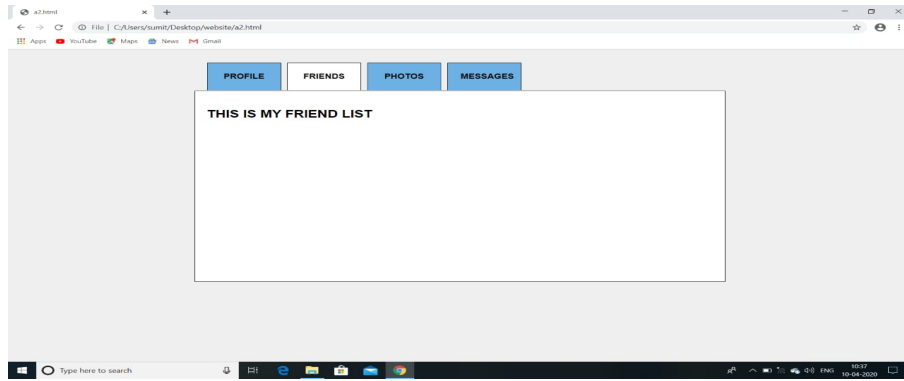 a2.html
File | C:/Users/sumit/Desktop/website/a2.html
Apps YouTube Maps News Gmail
PROFILE FRIENDS PHOTOS MESSAGES
THIS IS MY FRIEND LIST
Type here to search
ENG
10:37
10-04-2020